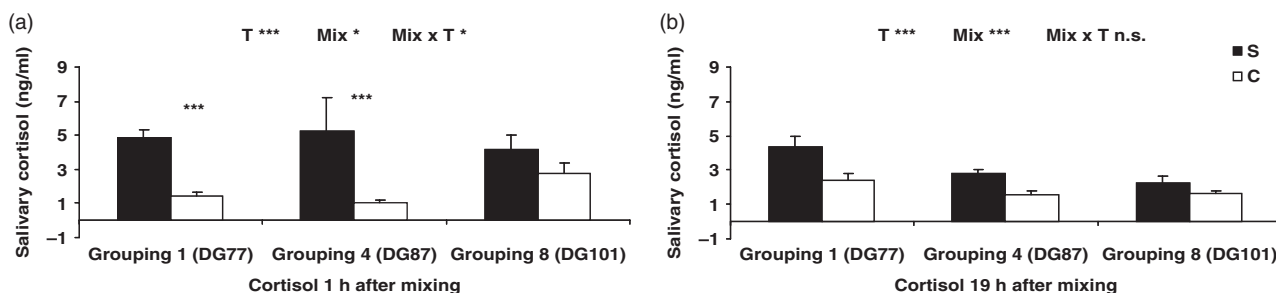 (a)
T *** Mix * Mix x T *
Salivary cortisol (ng/ml)
9
7
5
3
1
–1
***
***
Grouping 1 (DG77) Grouping 4 (DG87) Grouping 8 (DG101)
Cortisol 1 h after mixing
(b)
T *** Mix *** Mix x T n.s.
S
C
Salivary cortisol (ng/ml)
9
7
5
3
1
–1
Grouping 1 (DG77) Grouping 4 (DG87) Grouping 8 (DG101)
Cortisol 19 h after mixing